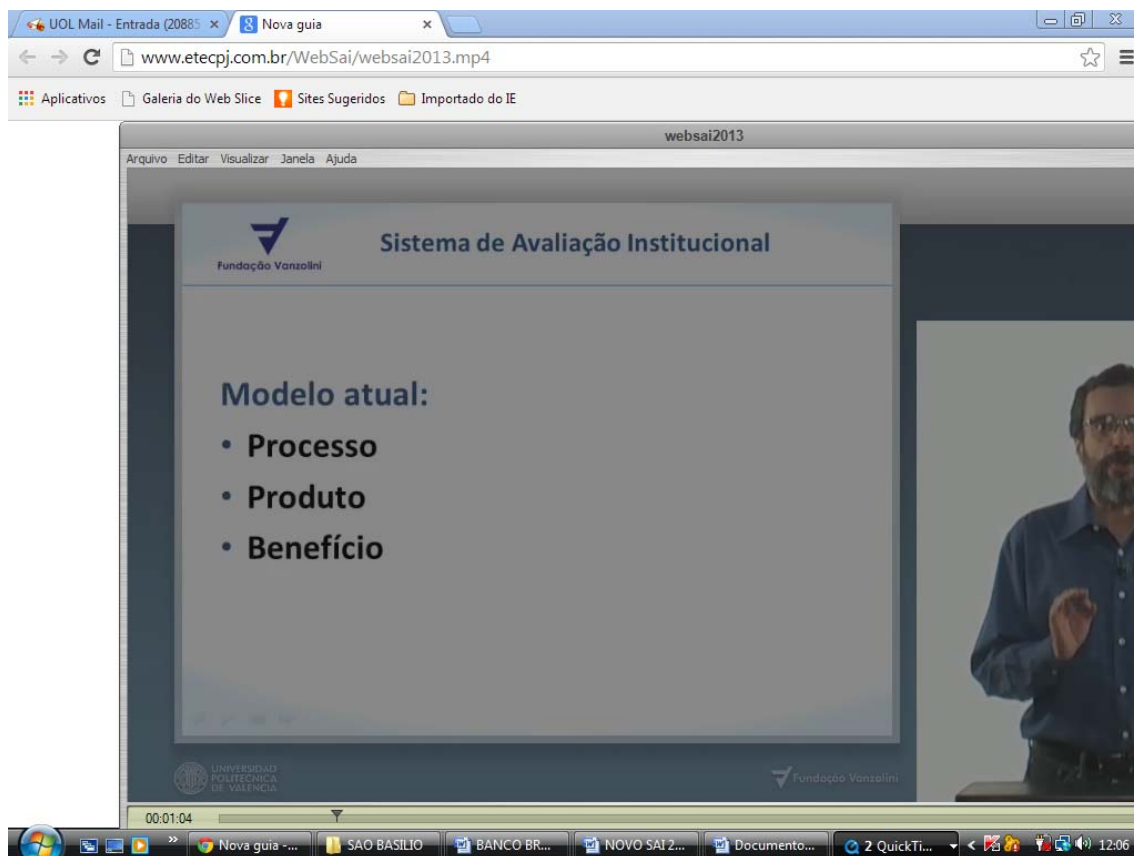 UOL Mail - Entrada (20885
Nova guia
www.etecpj.com.br/WebSai/websai2013.mp4
Aplicativos
Galeria do Web Slice
Sites Sugeridos
Importado do IE
websai2013
Arquivo Editar Visualizar Janela Ajuda
Fundação Vanzolini
Sistema de Avaliação Institucional
Modelo atual:
• Processo
• Produto
• Benefício
UNIVERSIDAD
POLITECNICA
DE VALENCIA
Fundação Vanzolini
00:01:04
Nova guia -...
SAO BASILIO
BANCO BR...
NOVO SAI 2...
Documento...
2 QuickTi...
12:06